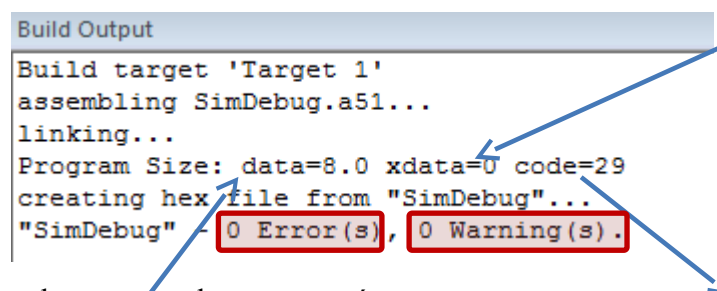 Build Output
Build target 'Target 1'
assembling SimDebug.a51...
linking...
Program Size: data=8.0 xdata=0 code=29
creating hex file from "SimDebug"...
"SimDebug" - 0 Error(s), 0 Warning(s).